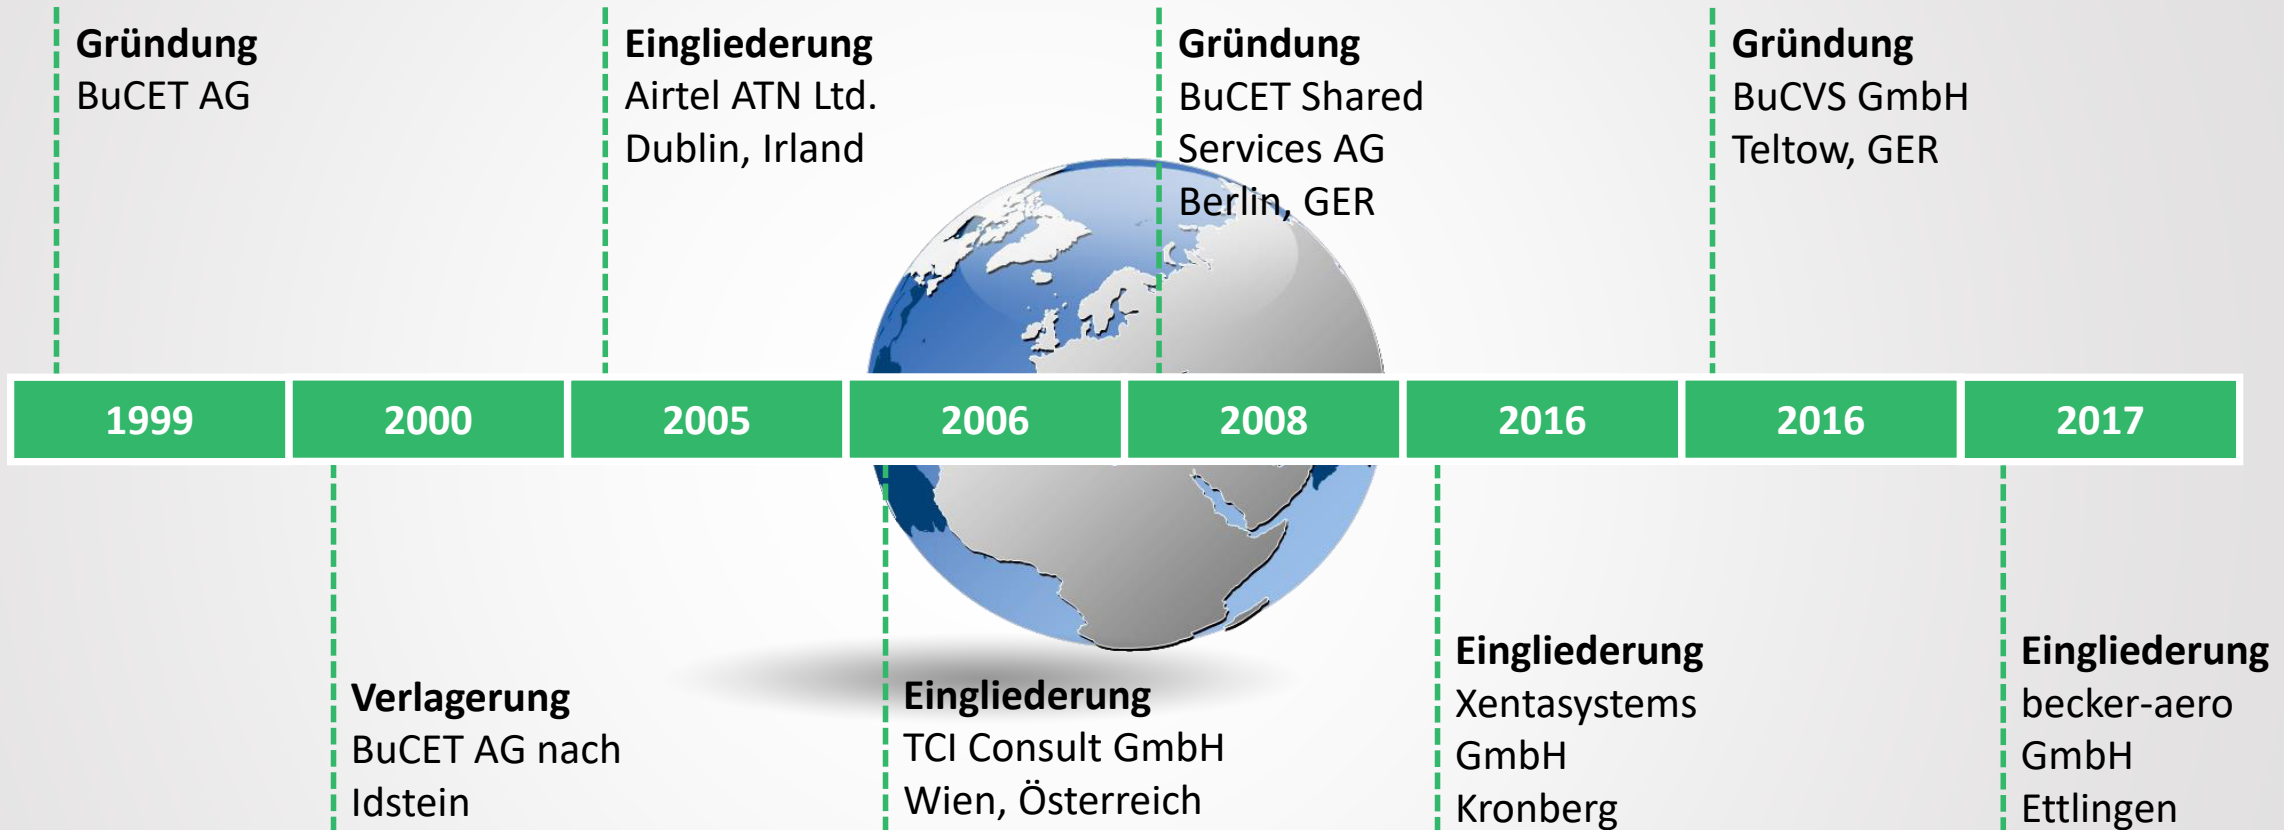 Gründung
BuCET AG
Eingliederung
Airtel ATN Ltd.
Dublin, Irland
Gründung
BuCET Shared
Services AG
Berlin, GER
Gründung
BuCVS GmbH
Teltow, GER
1999
2000
2005
2006
2008
2016
2016
2017
Verlagerung
BuCET AG nach
Idstein
Eingliederung
TCI Consult GmbH
Wien, Österreich
Eingliederung
Xentasystems
GmbH
Kronberg
Eingliederung
becker-aero
GmbH
Ettlingen